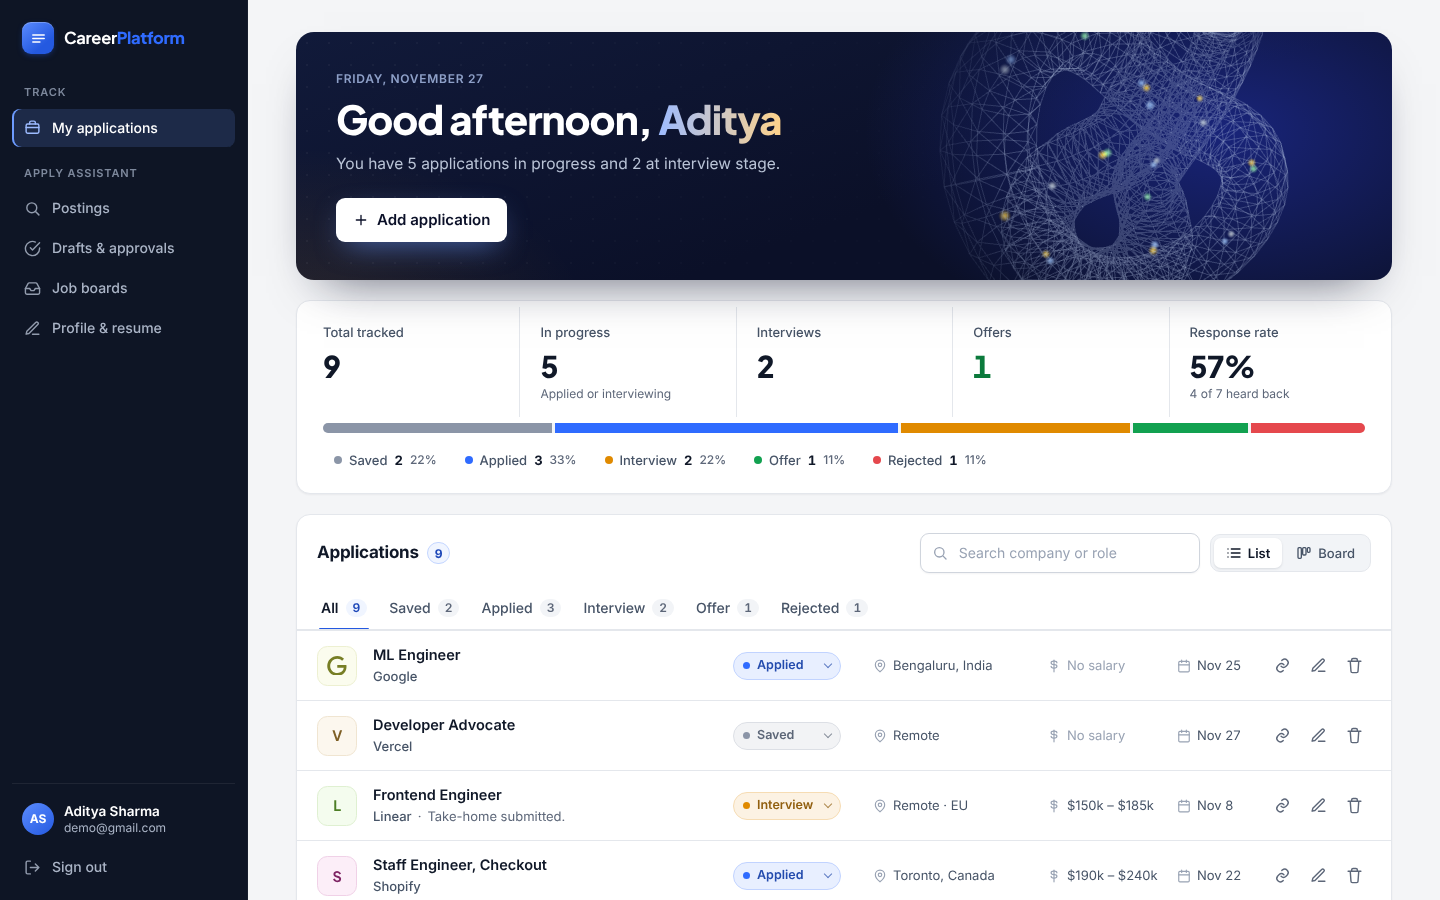 CareerPlatform
TRACK
My applications
APPLY ASSISTANT
Postings
Drafts & approvals
Job boards
Profile & resume
AS
Aditya Sharma
demo@gmail.com
Sign out
FRIDAY, NOVEMBER 27
Good afternoon, Aditya
You have 5 applications in progress and 2 at interview stage.
+ Add application
Total tracked
9
In progress
5
Applied or interviewing
Interviews
2
Offers
1
Response rate
57%
4 of 7 heard back
Saved 2 22% Applied 3 33% Interview 2 22% Offer 1 11% Rejected 1 11%
Applications 9
Search company or role
List Board
All 9 Saved 2 Applied 3 Interview 2 Offer 1 Rejected 1
G ML Engineer Applied Bengaluru, India $ No salary Nov 25
Google
V Developer Advocate Saved Remote $ No salary Nov 27
Vercel
L Frontend Engineer Interview Remote · EU $ $150k – $185k Nov 8
Linear · Take-home submitted.
S Staff Engineer, Checkout Applied Toronto, Canada $ $190k – $240k Nov 22
Shopify